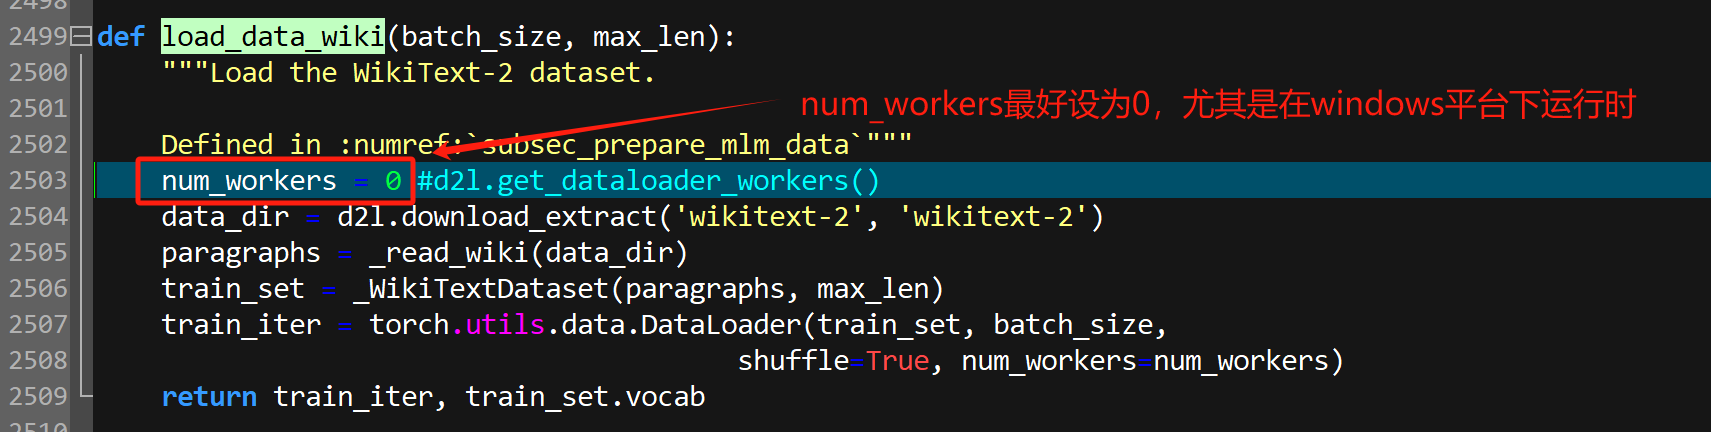 2498
2499 def load_data_wiki(batch_size, max_len):
2500 """Load the WikiText-2 dataset.
2501
num_workers最好设为0，尤其是在windows平台下运行时
2502 Defined in :numref:`subsec_prepare_mlm_data`"""
2503 num_workers = 0 #d2l.get_dataloader_workers()
2504 data_dir = d2l.download_extract('wikitext-2', 'wikitext-2')
2505 paragraphs = _read_wiki(data_dir)
2506 train_set = _WikiTextDataset(paragraphs, max_len)
2507 train_iter = torch.utils.data.DataLoader(train_set, batch_size,
2508 shuffle=True, num_workers=num_workers)
2509 return train_iter, train_set.vocab
2510